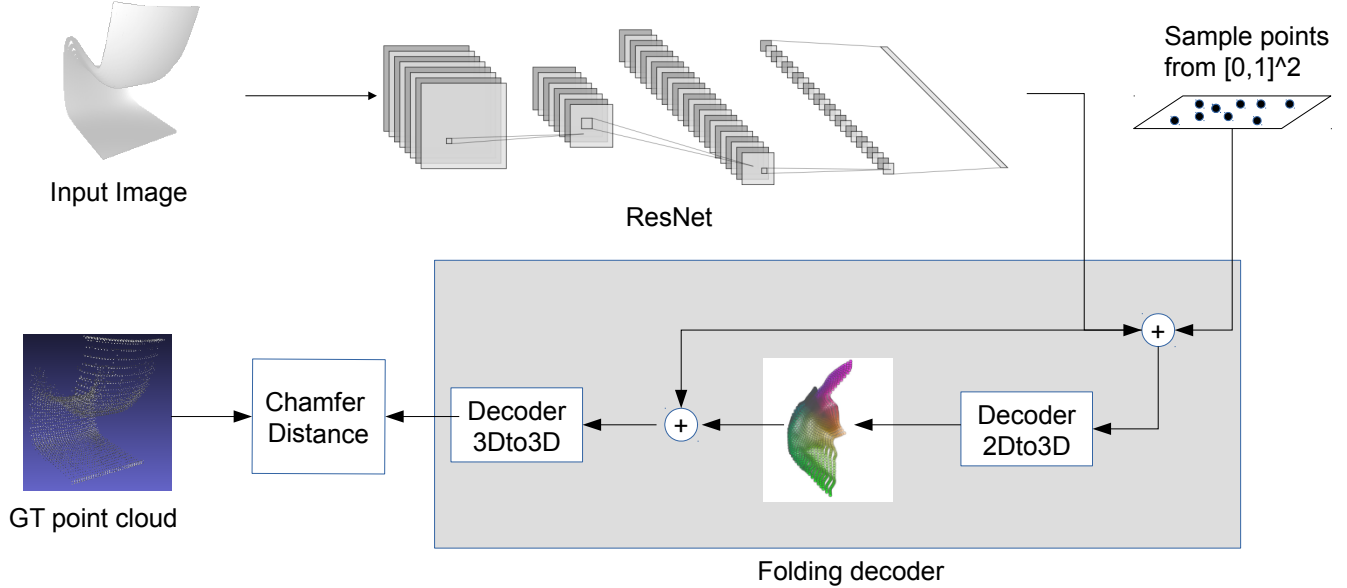 Sample points
from [0,1]^2
Input Image
ResNet
+
Chamfer
Distance
Decoder
3Dto3D
+
Decoder
2Dto3D
GT point cloud
Folding decoder